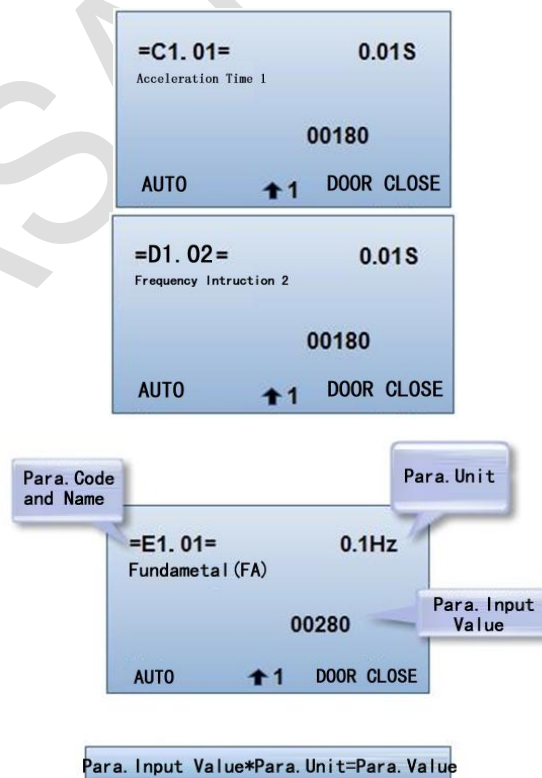 =C1.01= 0.01S
Acceleration Time 1
00180
AUTO ↑1 DOOR CLOSE
=D1.02= 0.01S
Frequency Intruction 2
00180
AUTO ↑1 DOOR CLOSE
Para.Code and Name
Para.Unit
=E1.01= 0.1Hz
Fundametal(FA)
00280
Para.Input Value
AUTO ↑1 DOOR CLOSE
Para.Input Value*Para.Unit=Para.Value